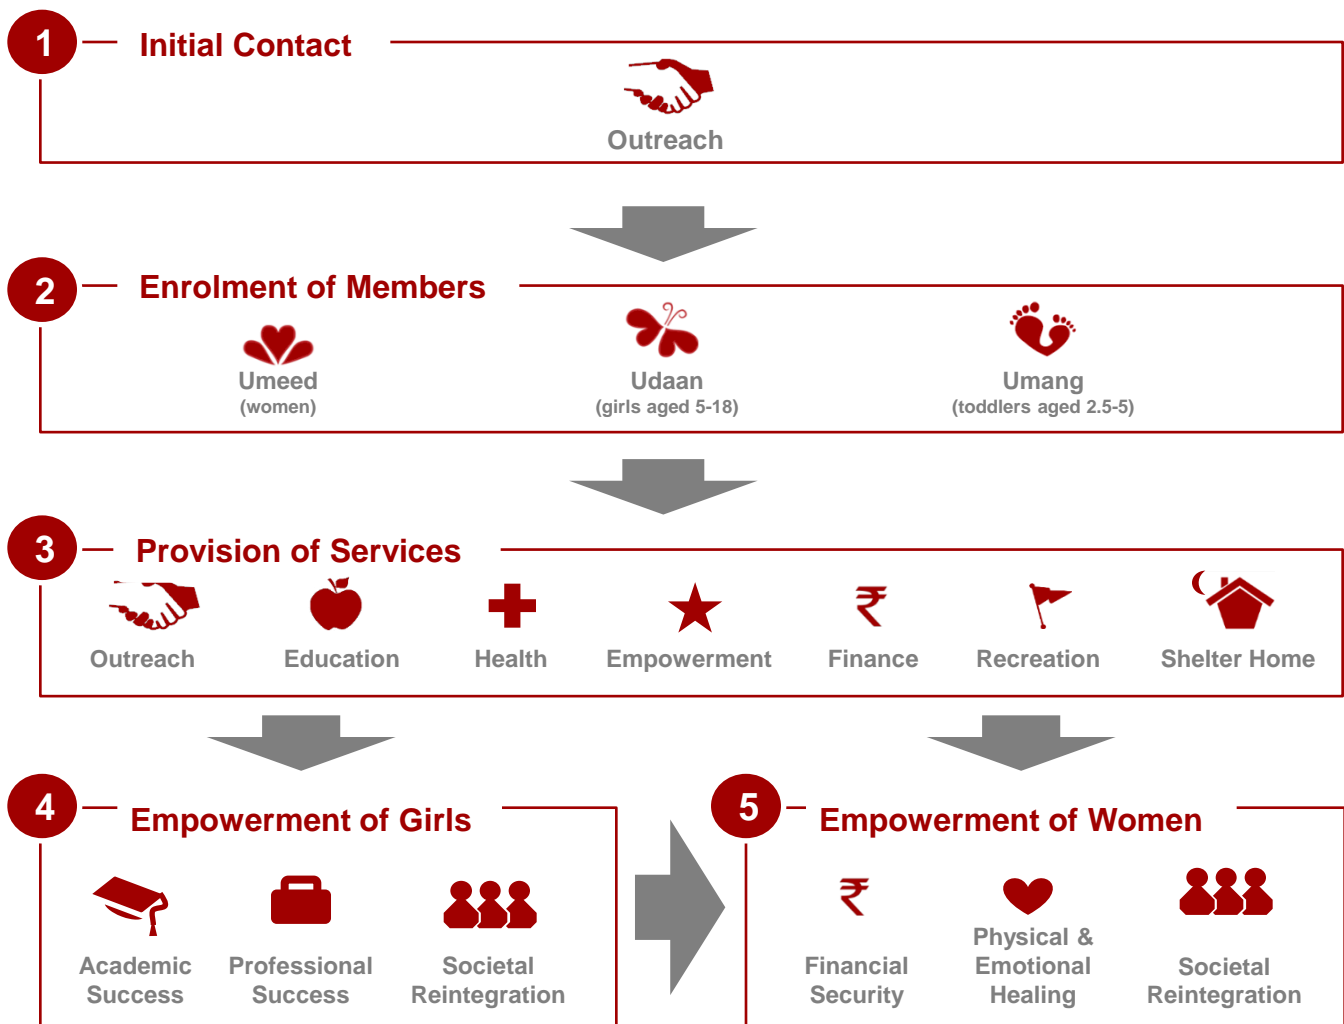 1
Initial Contact
Outreach
2
Enrolment of Members
Umeed
(women)
Udaan
(girls aged 5-18)
Umang
(toddlers aged 2.5-5)
3
Provision of Services
₹
Outreach
Education
Health
Empowerment
Finance
Recreation
Shelter Home
4
Empowerment of Girls
Academic
Success
Professional
Success
Societal
Reintegration
5
Empowerment of Women
₹
Financial
Security
Physical &
Emotional
Healing
Societal
Reintegration